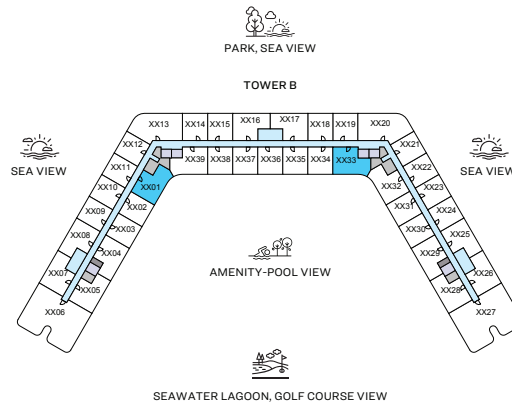 PARK, SEA VIEW
TOWER B
XX13
XX14
XX15
XX16
XX17
XX18
XX19
XX20
XX12
XX21
XX39
XX38
XX37
XX36
XX35
XX34
XX33
SEA VIEW
SEA VIEW
XX11
XX22
XX10
XX01
XX32
XX23
XX09
XX02
XX31
XX24
XX08
XX03
XX30
XX25
XX07
XX04
XX29
XX26
XX05
XX28
XX06
XX27
AMENITY-POOL VIEW
SEAWATER LAGOON, GOLF COURSE VIEW